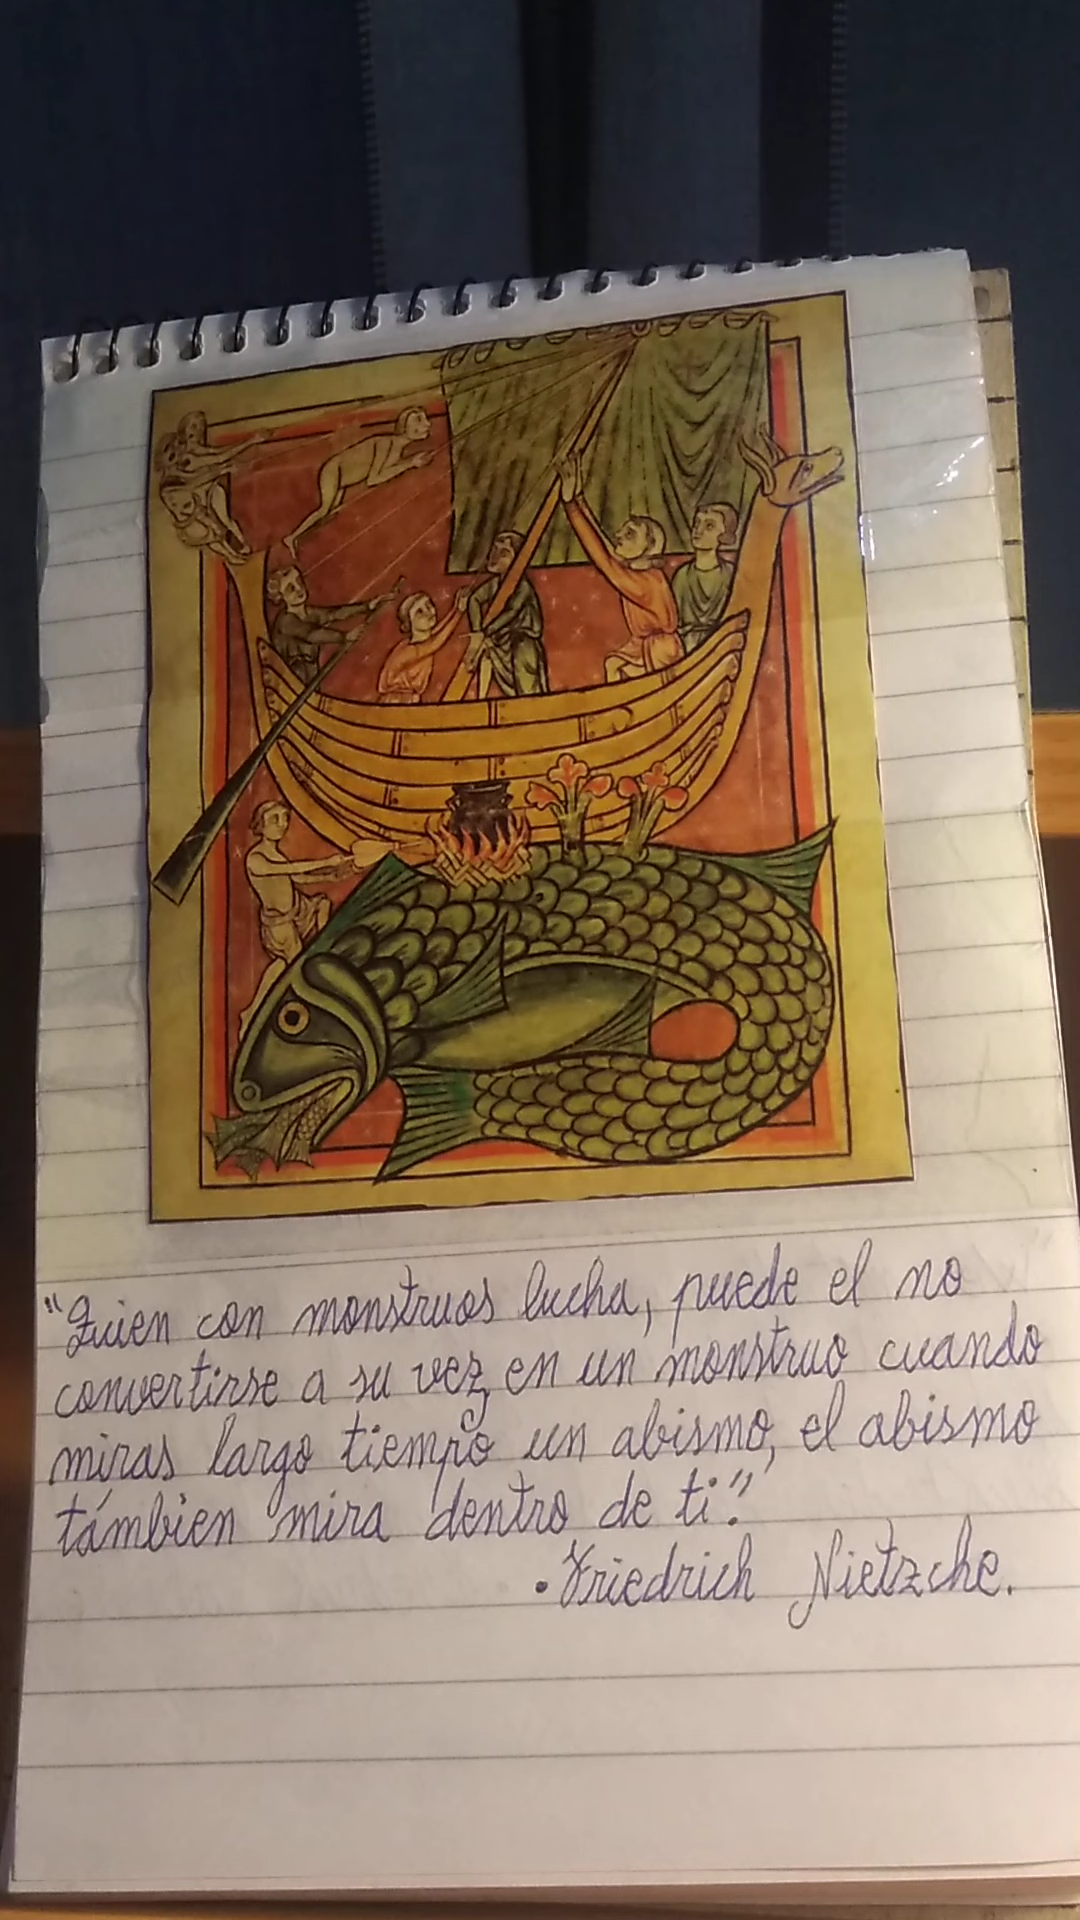 "Quien con monstruos lucha, puede el no
convertirse a su vez, en un monstruo cuando
miras largo tiempo un abismo, el abismo
támbien mira dentro de ti."
• Friedrich Nietzche.